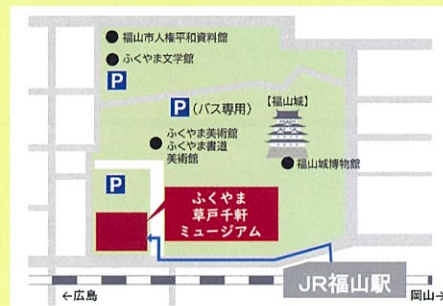 福山市人権平和資料館
ふくやま文学館
P
P（バス専用）
【福山城】
ふくやま美術館
ふくやま書道
美術館
福山城博物館
P
ふくやま
草戸千軒
ミュージアム
JR福山駅
←広島
岡山→